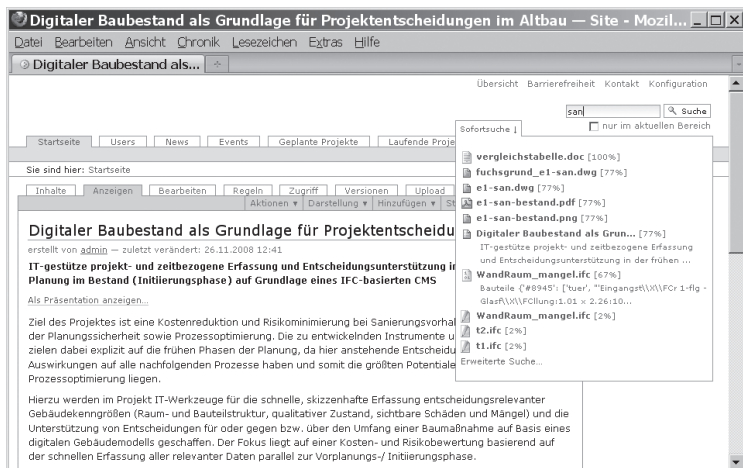 Digitaler Baubestand als Grundlage für Projektentscheidungen im Altbau — Site - Mozil...
Datei Bearbeiten Ansicht Chronik Lesezeichen Extras Hilfe
Digitaler Baubestand als...
Übersicht Barrierefreiheit Kontakt Konfiguration
san Suche
nur im aktuellen Bereich
Startseite Users News Events Geplante Projekte Laufende Proje
Sie sind hier: Startseite
Inhalte Anzeigen Bearbeiten Regeln Zugriff Versionen Upload
Aktionen ▾ Darstellung ▾ Hinzufügen ▾ St
Digitaler Baubestand als Grundlage für Projektentscheidu
erstellt von admin — zuletzt verändert: 26.11.2008 12:41
IT-gestütze projekt- und zeitbezogene Erfassung und Entscheidungsunterstützung in
Planung im Bestand (Initiierungsphase) auf Grundlage eines IFC-basierten CMS
Als Präsentation anzeigen...
Ziel des Projektes ist eine Kostenreduktion und Risikominimierung bei Sanierungsvorhal
der Planungssicherheit sowie Prozessoptimierung. Die zu entwickelnden Instrumente u
zielen dabei explizit auf die frühen Phasen der Planung, da hier anstehende Entscheidu
Auswirkungen auf alle nachfolgenden Prozesse haben und somit die größten Potentiale
Prozessoptimierung liegen.
Hierzu werden im Projekt IT-Werkzeuge für die schnelle, skizzenhafte Erfassung entscheidungsrelevanter
Gebäudekenngrößen (Raum- und Bauteilstruktur, qualitativer Zustand, sichtbare Schäden und Mängel) und die
Unterstützung von Entscheidungen für oder gegen bzw. über den Umfang einer Baumaßnahme auf Basis eines
digitalen Gebäudemodells geschaffen. Der Fokus liegt auf einer Kosten- und Risikobewertung basierend auf
der schnellen Erfassung aller relevanter Daten parallel zur Vorplanungs-/ Initiierungsphase.
Sofortsuche ↓
vergleichstabelle.doc [100%]
fuchsgrund_e1-san.dwg [77%]
e1-san.dwg [77%]
e1-san-bestand.pdf [77%]
e1-san-bestand.png [77%]
Digitaler Baubestand als Grun... [77%]
IT-gestütze projekt- und zeitbezogene Erfassung
und Entscheidungsunterstützung in der frühen ...
WandRaum_mangel.ifc [67%]
Bauteile {'#8945': ['tuer', "'Eingangst\\X\\FCr 1-flg -
Glasf\\X\\FCllung:1.01 × 2.26:10...
WandRaum_mangel.ifc [2%]
t2.ifc [2%]
t1.ifc [2%]
Erweiterte Suche...